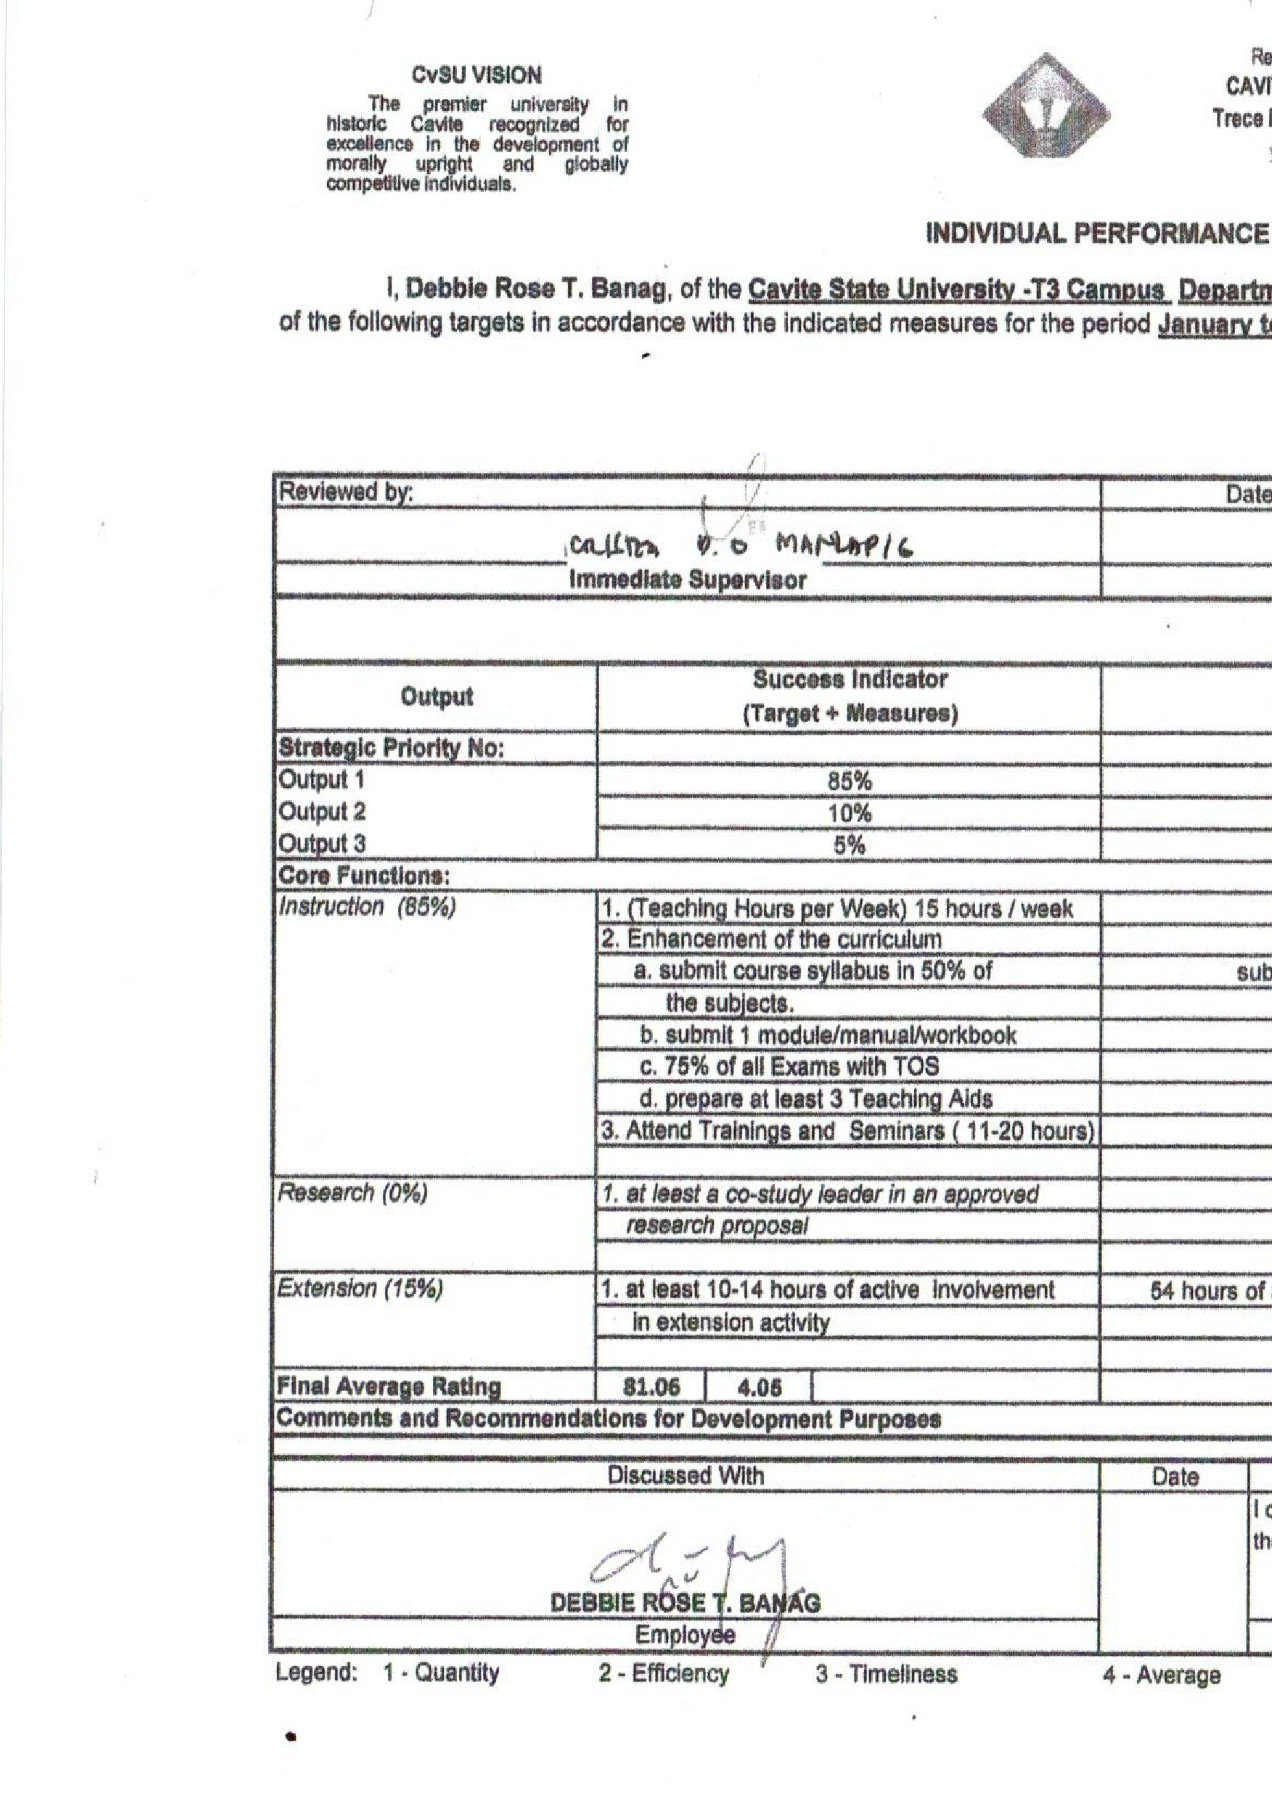 CvSU VISION
The premier university in
historic Cavite recognized for
excellence in the development of
morally upright and globally
competitive individuals.
Re
CAVI
Trece
INDIVIDUAL PERFORMANCE
I, Debbie Rose T. Banag, of the Cavite State University -T3 Campus Departm
of the following targets in accordance with the indicated measures for the period January to
Reviewed by: Date
D. O MANLAPIG
Immediate Supervisor
Output Success Indicator
(Target + Measures)
Strategic Priority No:
Output 1 85%
Output 2 10%
Output 3 5%
Core Functions:
Instruction (85%) 1. (Teaching Hours per Week) 15 hours / week
2. Enhancement of the curriculum
a. submit course syllabus in 50% of sub
the subjects.
b. submit 1 module/manual/workbook
c. 75% of all Exams with TOS
d. prepare at least 3 Teaching Aids
3. Attend Trainings and Seminars ( 11-20 hours)
Research (0%) 1. at least a co-study leader in an approved
research proposal
Extension (15%) 1. at least 10-14 hours of active Involvement 54 hours of
in extension activity
Final Average Rating 81.06 4.05
Comments and Recommendations for Development Purposes
Discussed With Date
I c
th
DEBBIE ROSE T. BANAG
Employee
Legend: 1 - Quantity 2 - Efficiency 3 - Timeliness 4 - Average